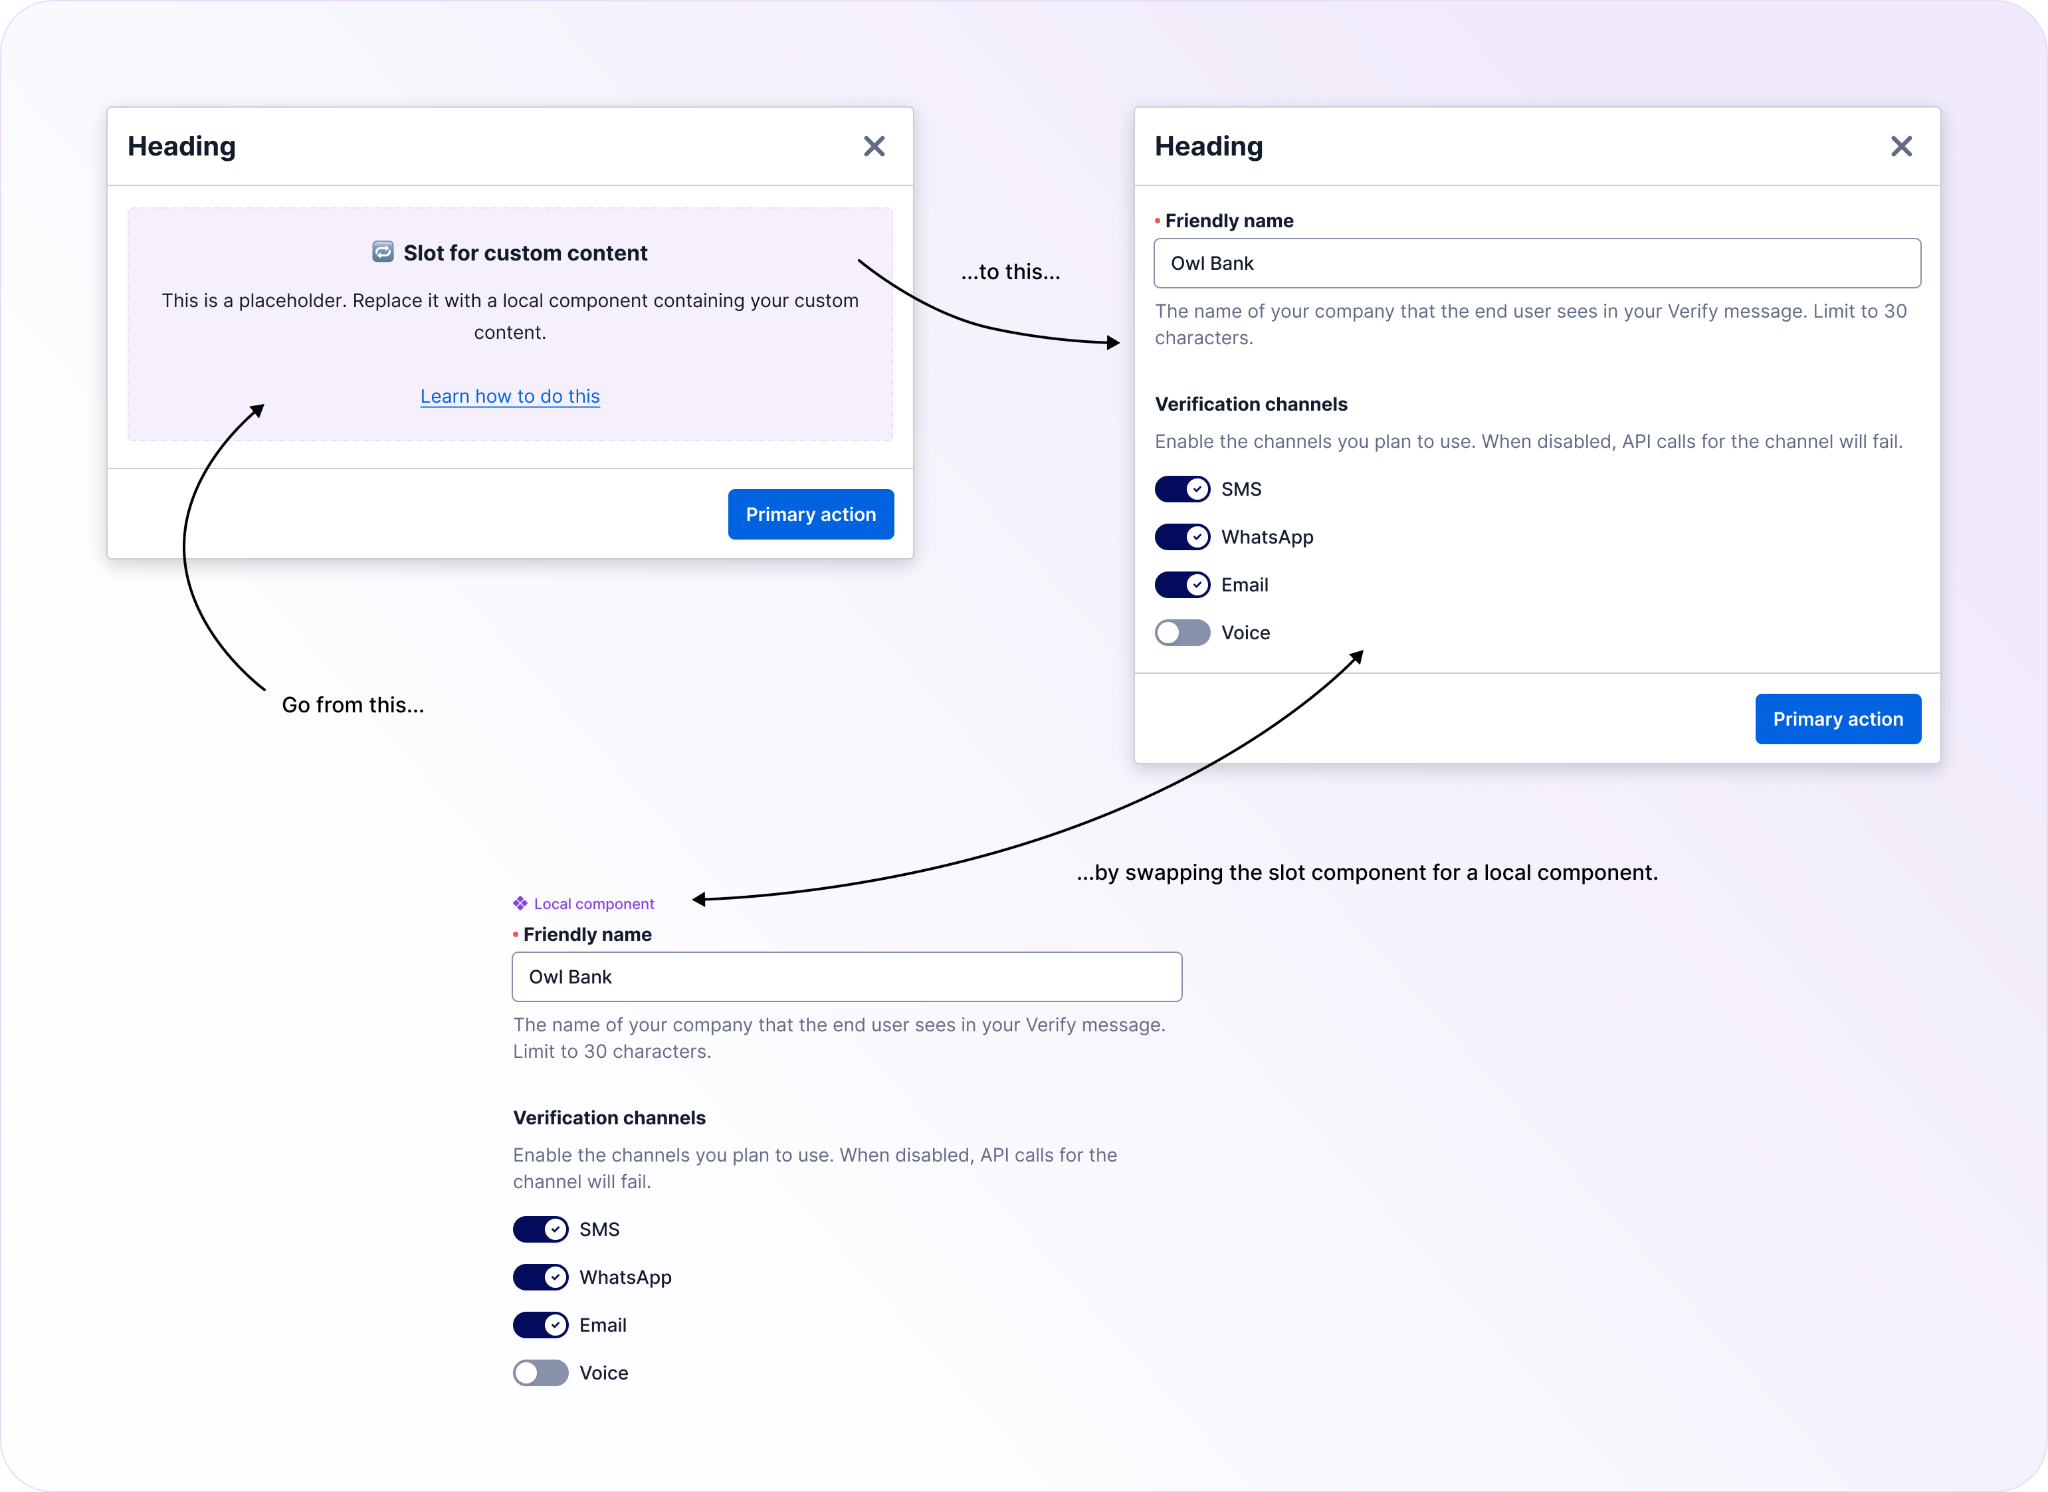 Heading
Slot for custom content
This is a placeholder. Replace it with a local component containing your custom
content.
Learn how to do this
Primary action
Go from this...
...to this...
Heading
Friendly name
Owl Bank
The name of your company that the end user sees in your Verify message. Limit to 30
characters.
Verification channels
Enable the channels you plan to use. When disabled, API calls for the channel will fail.
SMS
WhatsApp
Email
Voice
Primary action
...by swapping the slot component for a local component.
Local component
Friendly name
Owl Bank
The name of your company that the end user sees in your Verify message.
Limit to 30 characters.
Verification channels
Enable the channels you plan to use. When disabled, API calls for the
channel will fail.
SMS
WhatsApp
Email
Voice